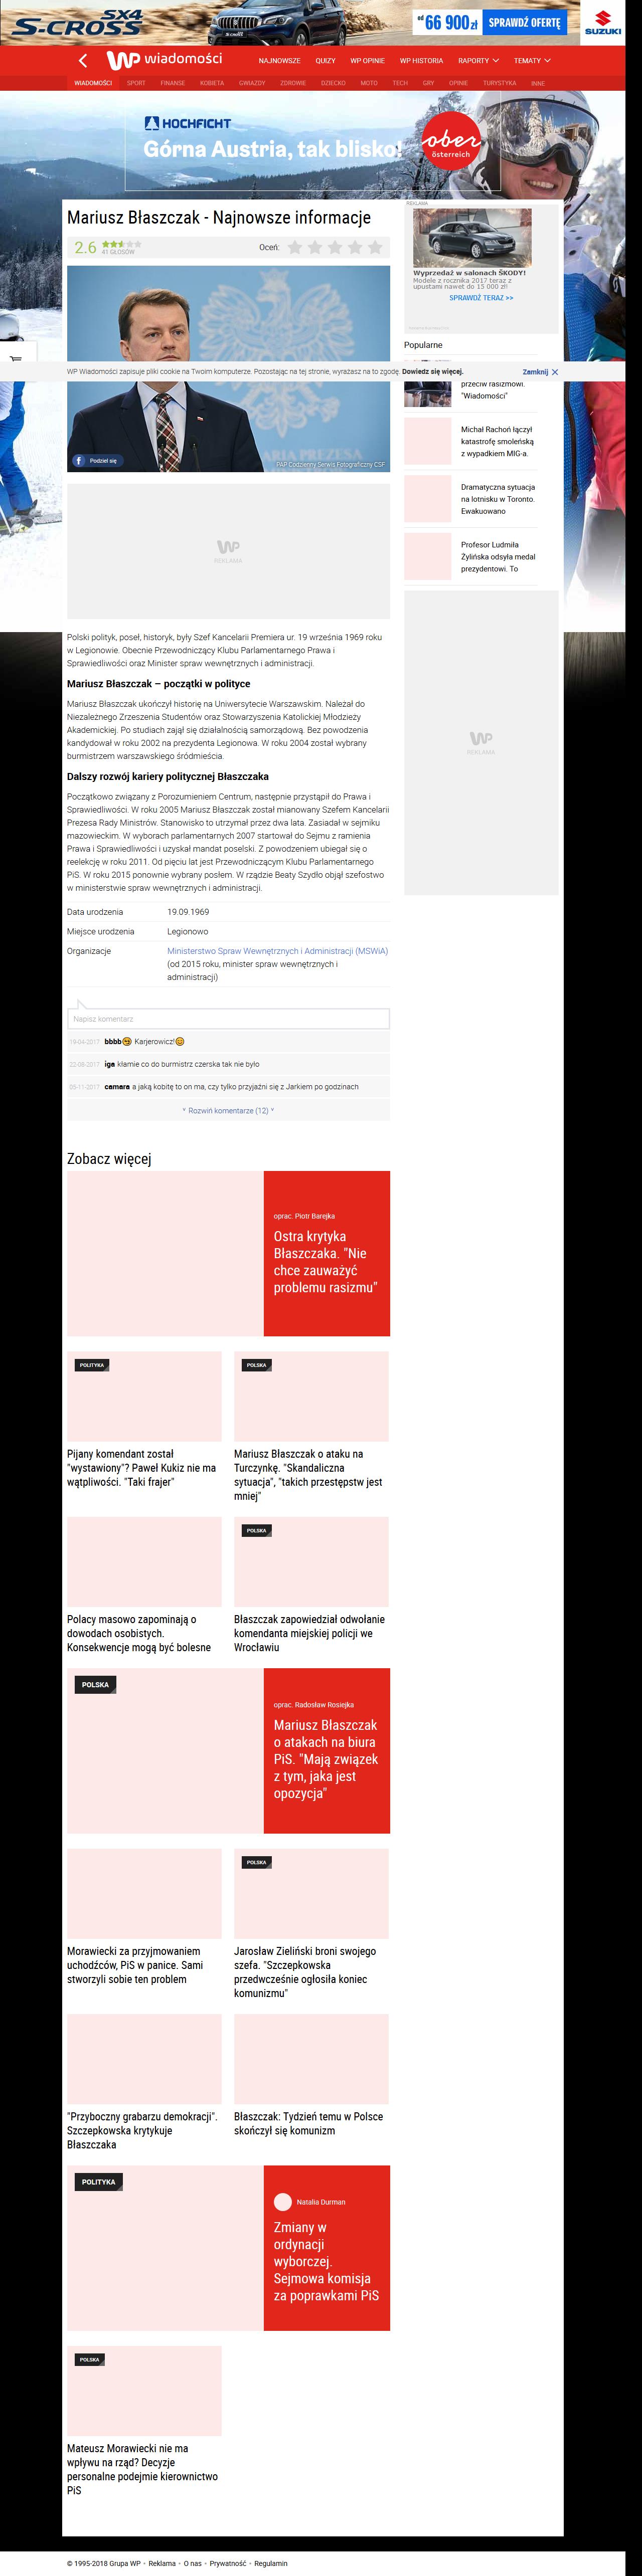 SX4
S-CROSS
od 66 900 zł
SPRAWDŹ OFERTĘ
SUZUKI
WP wiadomości
NAJNOWSZE QUIZY WP OPINIE WP HISTORIA RAPORTY TEMATY
WIADOMOŚCI SPORT FINANSE KOBIETA GWIAZDY ZDROWIE DZIECKO MOTO TECH GRY OPINIE TURYSTYKA INNE
HOCHFICHT
Górna Austria, tak blisko!
ober
österreich
Mariusz Błaszczak - Najnowsze informacje
2.6
41 GŁOSÓW
Oceń:
REKLAMA
Wyprzedaż w salonach ŠKODY!
Modele z rocznika 2017 teraz z
upustami nawet do 15 000 zł!
SPRAWDŹ TERAZ >>
Popularne
WP Wiadomości zapisuje pliki cookie na Twoim komputerze. Pozostając na tej stronie, wyrażasz na to zgodę. Dowiedz się więcej.
Zamknij
przeciw rasizmowi.
"Wiadomości"
Michał Rachoń łączył
katastrofę smoleńską
z wypadkiem MIG-a.
Dramatyczna sytuacja
na lotnisku w Toronto.
Ewakuowano
Profesor Ludmiła
Żylińska odsyła medal
prezydentowi. To
ARIA PREZESA
Podziel się
PAP Codzienny Serwis Fotograficzny CSF
WP
REKLAMA
WP
REKLAMA
Polski polityk, poseł, historyk, były Szef Kancelarii Premiera ur. 19 września 1969 roku
w Legionowie. Obecnie Przewodniczący Klubu Parlamentarnego Prawa i
Sprawiedliwości oraz Minister spraw wewnętrznych i administracji.
Mariusz Błaszczak – początki w polityce
Mariusz Błaszczak ukończył historię na Uniwersytecie Warszawskim. Należał do
Niezależnego Zrzeszenia Studentów oraz Stowarzyszenia Katolickiej Młodzieży
Akademickiej. Po studiach zajął się działalnością samorządową. Bez powodzenia
kandydował w roku 2002 na prezydenta Legionowa. W roku 2004 został wybrany
burmistrzem warszawskiego śródmieścia.
Dalszy rozwój kariery politycznej Błaszczaka
Początkowo związany z Porozumieniem Centrum, następnie przystąpił do Prawa i
Sprawiedliwości. W roku 2005 Mariusz Błaszczak został mianowany Szefem Kancelarii
Prezesa Rady Ministrów. Stanowisko to utrzymał przez dwa lata. Zasiadał w sejmiku
mazowieckim. W wyborach parlamentarnych 2007 startował do Sejmu z ramienia
Prawa i Sprawiedliwości i uzyskał mandat poselski. Z powodzeniem ubiegał się o
reelekcję w roku 2011. Od pięciu lat jest Przewodniczącym Klubu Parlamentarnego
PiS. W roku 2015 ponownie wybrany posłem. W rządzie Beaty Szydło objął szefostwo
w ministerstwie spraw wewnętrznych i administracji.
Data urodzenia 19.09.1969
Miejsce urodzenia Legionowo
Organizacje Ministerstwo Spraw Wewnętrznych i Administracji (MSWiA)
(od 2015 roku, minister spraw wewnętrznych i
administracji)
Napisz komentarz
19-04-2017 bbbb Karjerowicz!
22-08-2017 iga kłamie co do burmistrz czerska tak nie było
05-11-2017 camara a jaką kobitę to on ma, czy tylko przyjaźni się z Jarkiem po godzinach
Rozwiń komentarze (12)
Zobacz więcej
oprac. Piotr Barejka
Ostra krytyka
Błaszczaka. "Nie
chce zauważyć
problemu rasizmu"
POLITYKA
Pijany komendant został
"wystawiony"? Paweł Kukiz nie ma
wątpliwości. "Taki frajer"
POLSKA
Mariusz Błaszczak o ataku na
Turczynkę. "Skandaliczna
sytuacja", "takich przestępstw jest
mniej"
Polacy masowo zapominają o
dowodach osobistych.
Konsekwencje mogą być bolesne
POLSKA
Błaszczak zapowiedział odwołanie
komendanta miejskiej policji we
Wrocławiu
POLSKA
oprac. Radosław Rosiejka
Mariusz Błaszczak
o atakach na biura
PiS. "Mają związek
z tym, jaka jest
opozycja"
Morawiecki za przyjmowaniem
uchodźców, PiS w panice. Sami
stworzyli sobie ten problem
POLSKA
Jarosław Zieliński broni swojego
szefa. "Szczepkowska
przedwcześnie ogłosiła koniec
komunizmu"
"Przyboczny grabarzu demokracji".
Szczepkowska krytykuje
Błaszczaka
Błaszczak: Tydzień temu w Polsce
skończył się komunizm
POLITYKA
Natalia Durman
Zmiany w
ordynacji
wyborczej.
Sejmowa komisja
za poprawkami PiS
POLSKA
Mateusz Morawiecki nie ma
wpływu na rząd? Decyzje
personalne podejmie kierownictwo
PiS
© 1995-2018 Grupa WP • Reklama • O nas • Prywatność • Regulamin